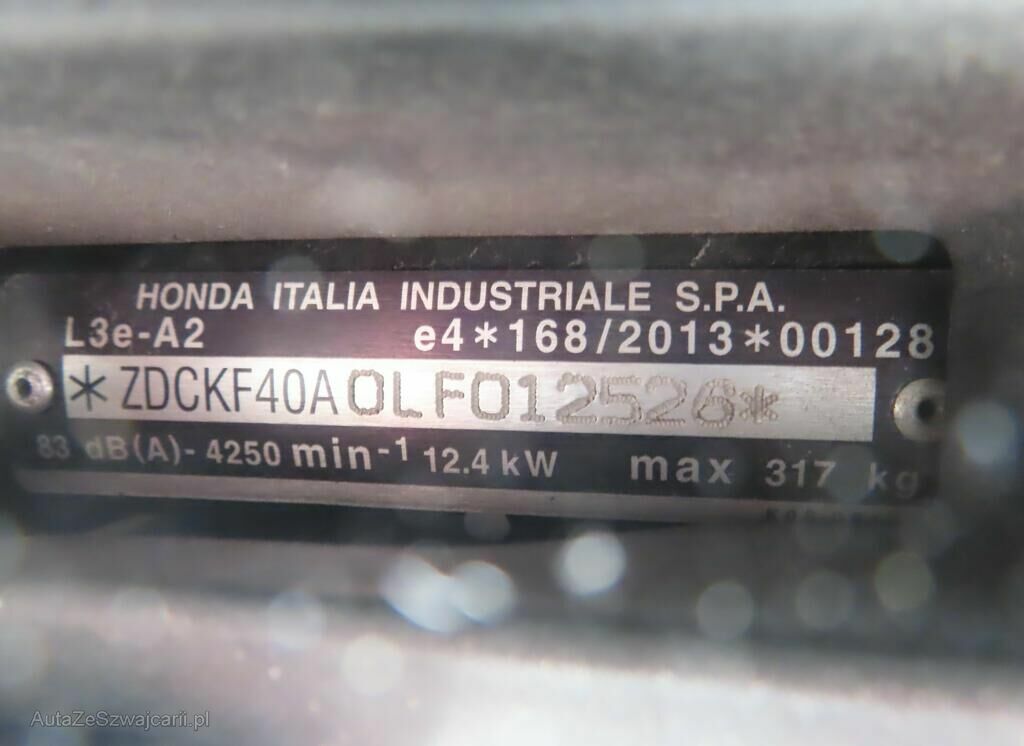 HONDA ITALIA INDUSTRIALE S.P.A.
L3e-A2 e4*168/2013*00128
*ZDCKF40A0LF012526*
83 dB(A)- 4250 min-1 12.4 kW max 317 kg
AutaZeSzwajcarii.pl